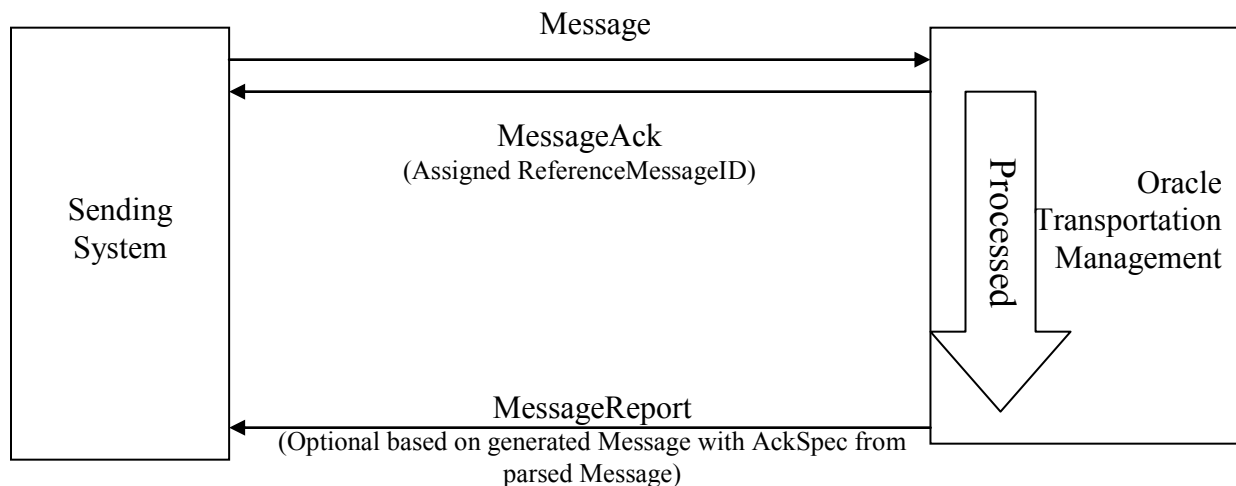 Message
MessageAck
(Assigned ReferenceMessageID)
Sending
System
Processed
Oracle
Transportation
Management
MessageReport
(Optional based on generated Message with AckSpec from
parsed Message)